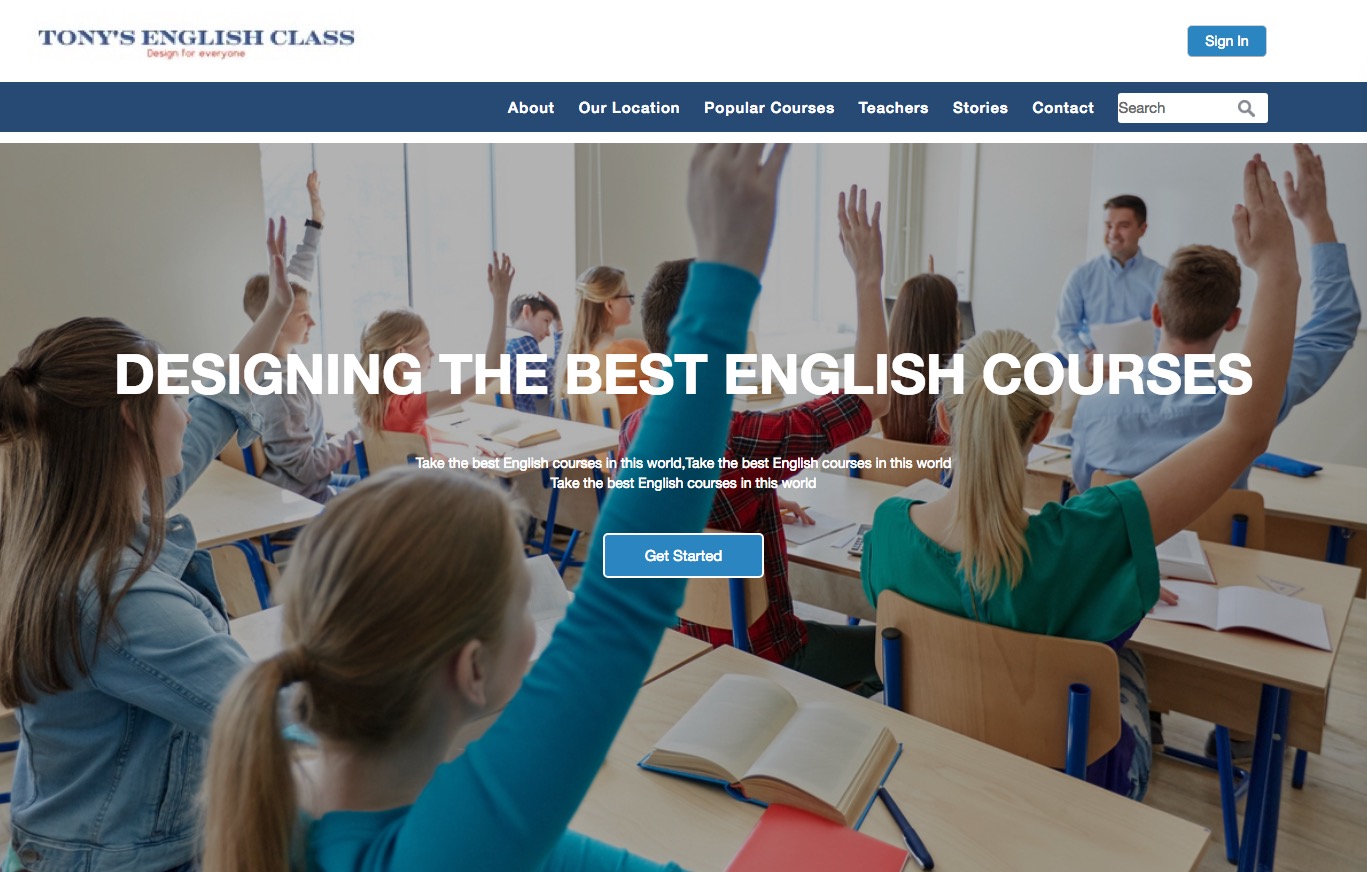 TONY'S ENGLISH CLASS
Design for everyone
Sign In
About Our Location Popular Courses Teachers Stories Contact Search
DESIGNING THE BEST ENGLISH COURSES
Take the best English courses in this world,Take the best English courses in this world
Take the best English courses in this world
Get Started